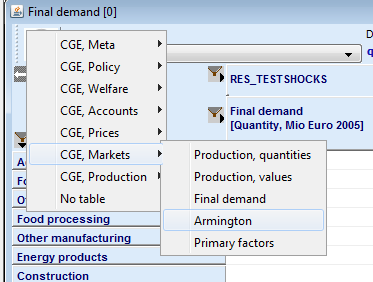 Final demand [0]
D
q
CGE, Meta
CGE, Policy
CGE, Welfare
CGE, Accounts
CGE, Prices
CGE, Markets
CGE, Production
No table
RES_TESTSHOCKS
Final demand
[Quantity, Mio Euro 2005]
Production, quantities
Production, values
Final demand
Armington
Primary factors
Food processing
Other manufacturing
Energy products
Construction